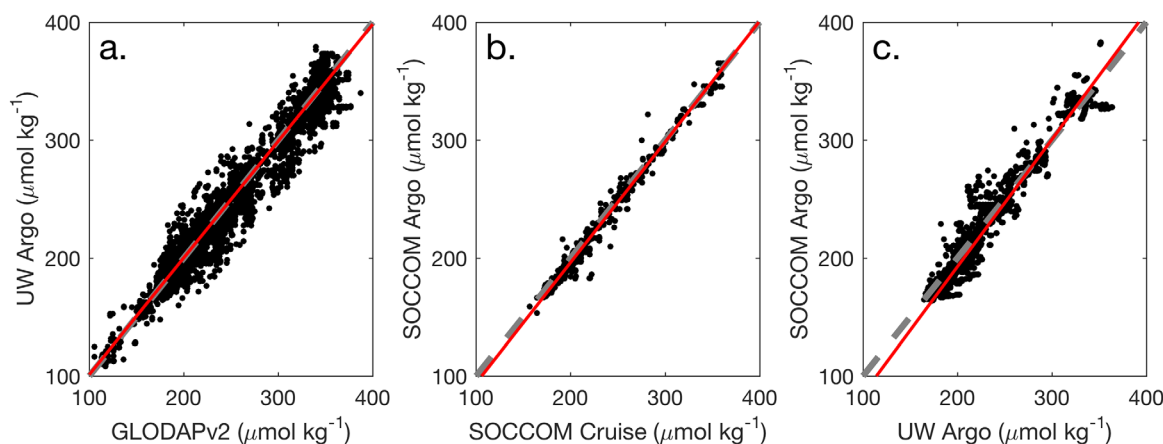 a.
400
300
200
100
UW Argo (μmol kg⁻¹)
100 200 300 400
GLODAPv2 (μmol kg⁻¹)
b.
400
300
200
100
SOCCOM Argo (μmol kg⁻¹)
100 200 300 400
SOCCOM Cruise (μmol kg⁻¹)
c.
400
300
200
100
SOCCOM Argo (μmol kg⁻¹)
100 200 300 400
UW Argo (μmol kg⁻¹)